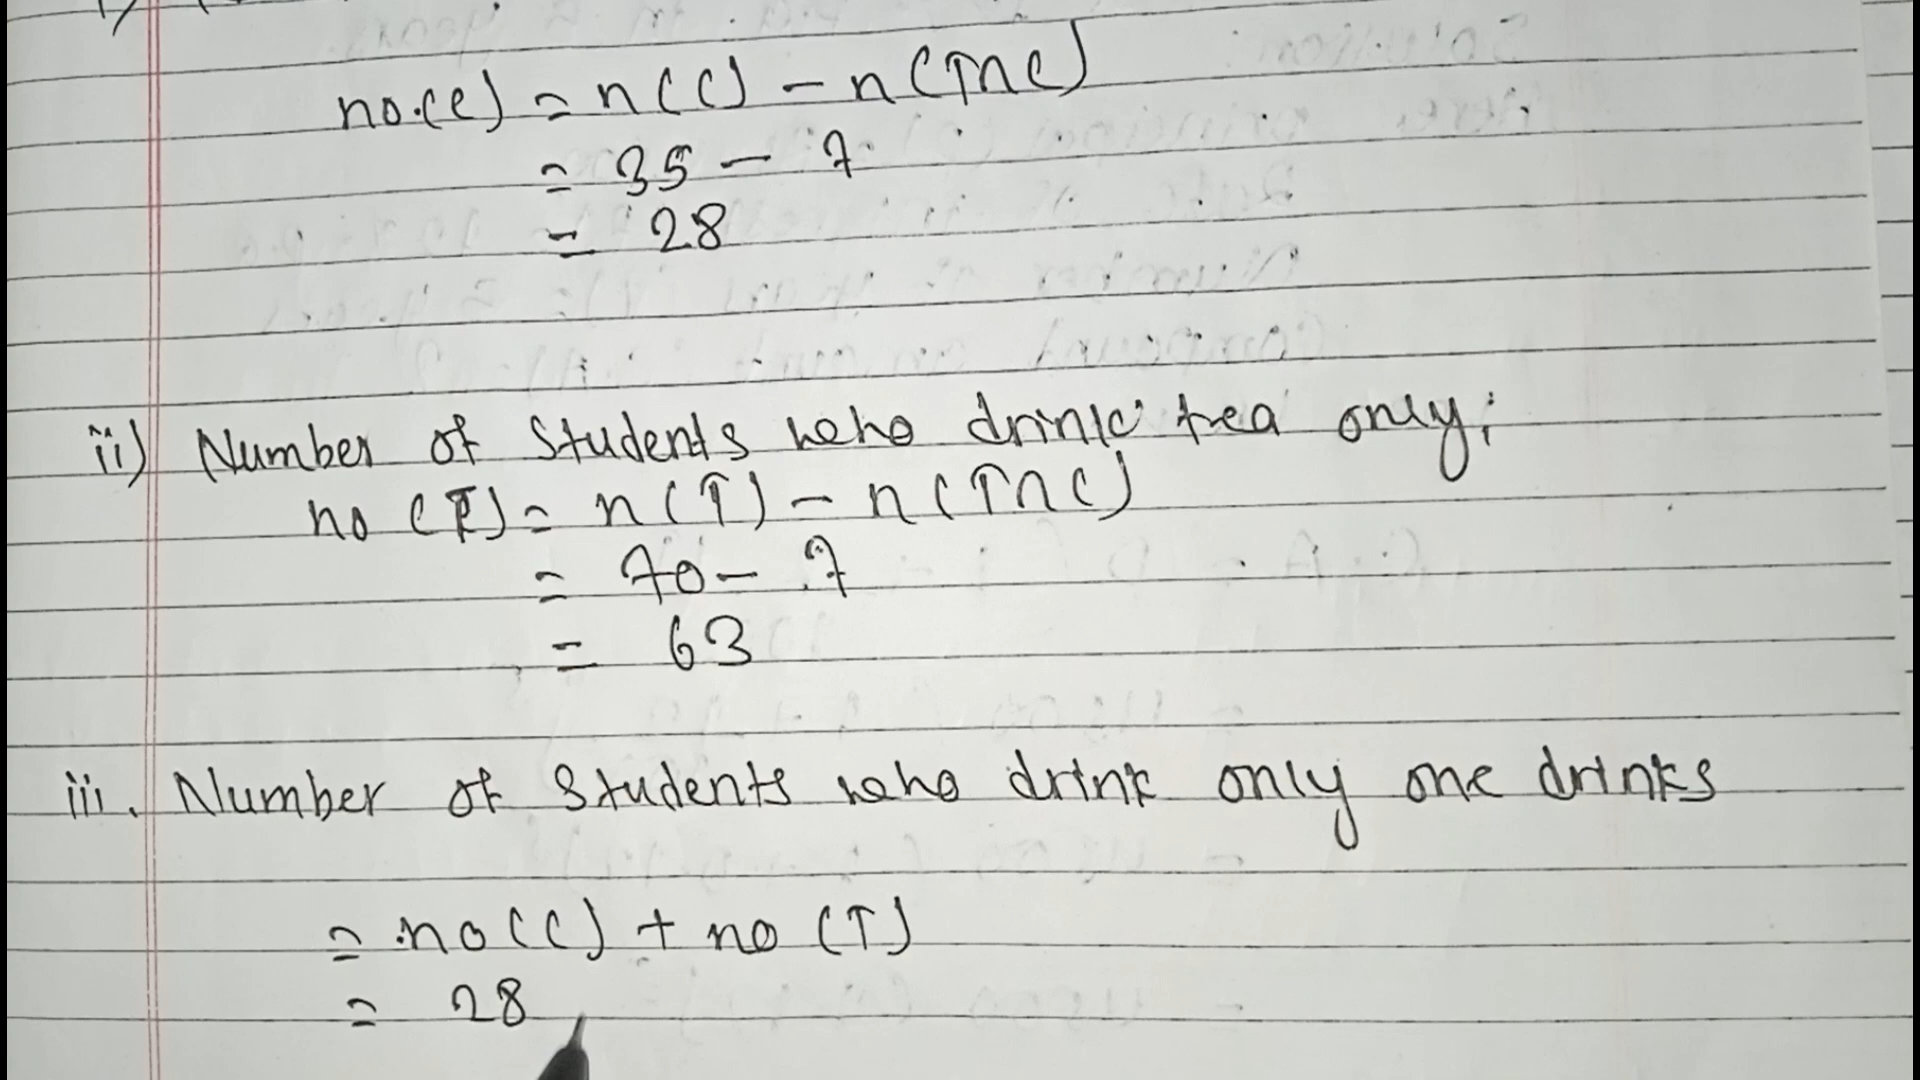 no.(c) = n(C) - n(T∩C)
= 35 - 7
= 28
ii) Number of Students who drink tea only;
no (T) = n(T) - n(T∩C)
= 70 - 7
= 63
iii. Number of Students who drink only one drinks
= no(C) + no (T)
= 28